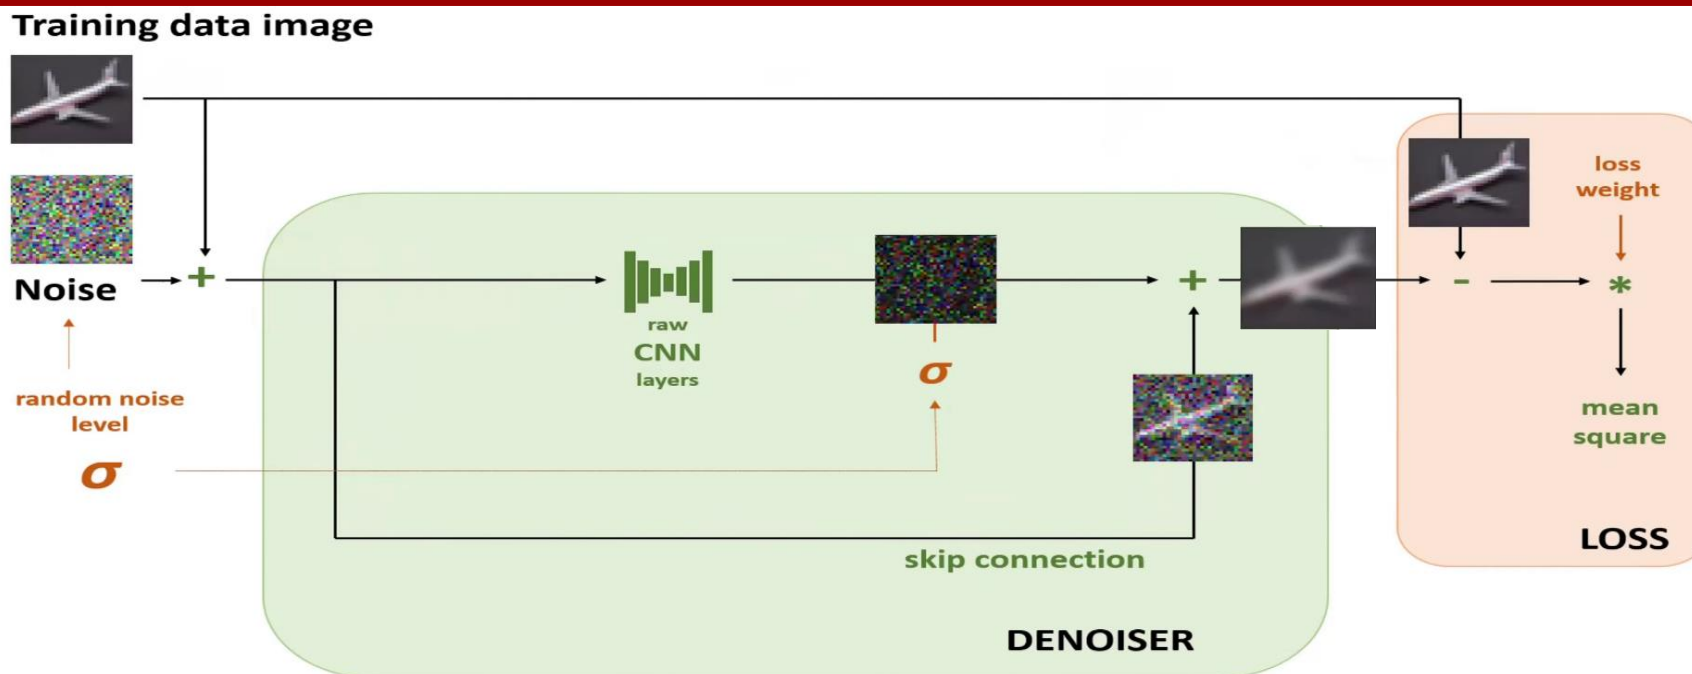 Training data image
loss
weight
+
Noise
+
-
*
raw
CNN
layers
σ
random noise
level
σ
mean
square
skip connection
LOSS
DENOISER